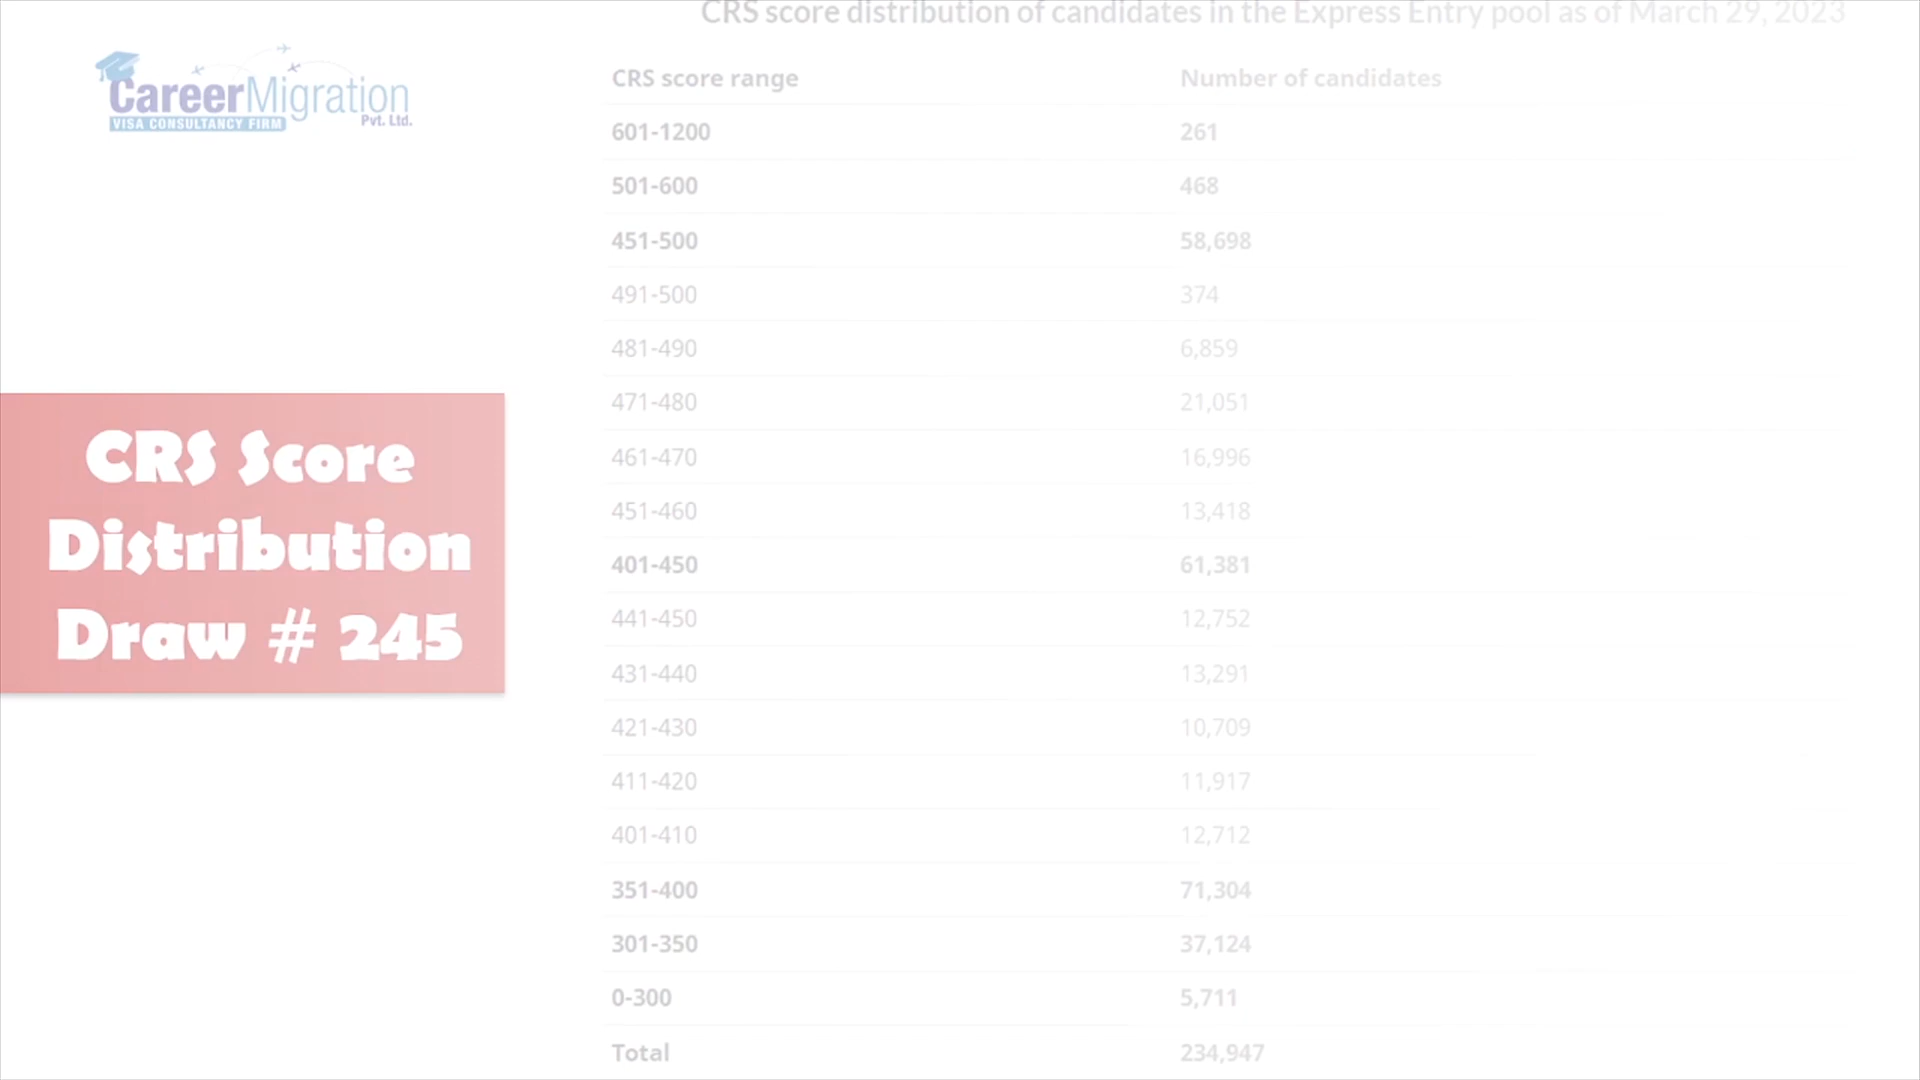 CRS score distribution of candidates in the Express Entry pool as of March 29, 2023
CareerMigration
Pvt. Ltd.
VISA CONSULTANCY FIRM
CRS Score
Distribution
Draw # 245
CRS score range Number of candidates
601-1200 261
501-600 468
451-500 58,698
491-500 374
481-490 6,859
471-480 21,051
461-470 16,996
451-460 13,418
401-450 61,381
441-450 12,752
431-440 13,291
421-430 10,709
411-420 11,917
401-410 12,712
351-400 71,304
301-350 37,124
0-300 5,711
Total 234,947